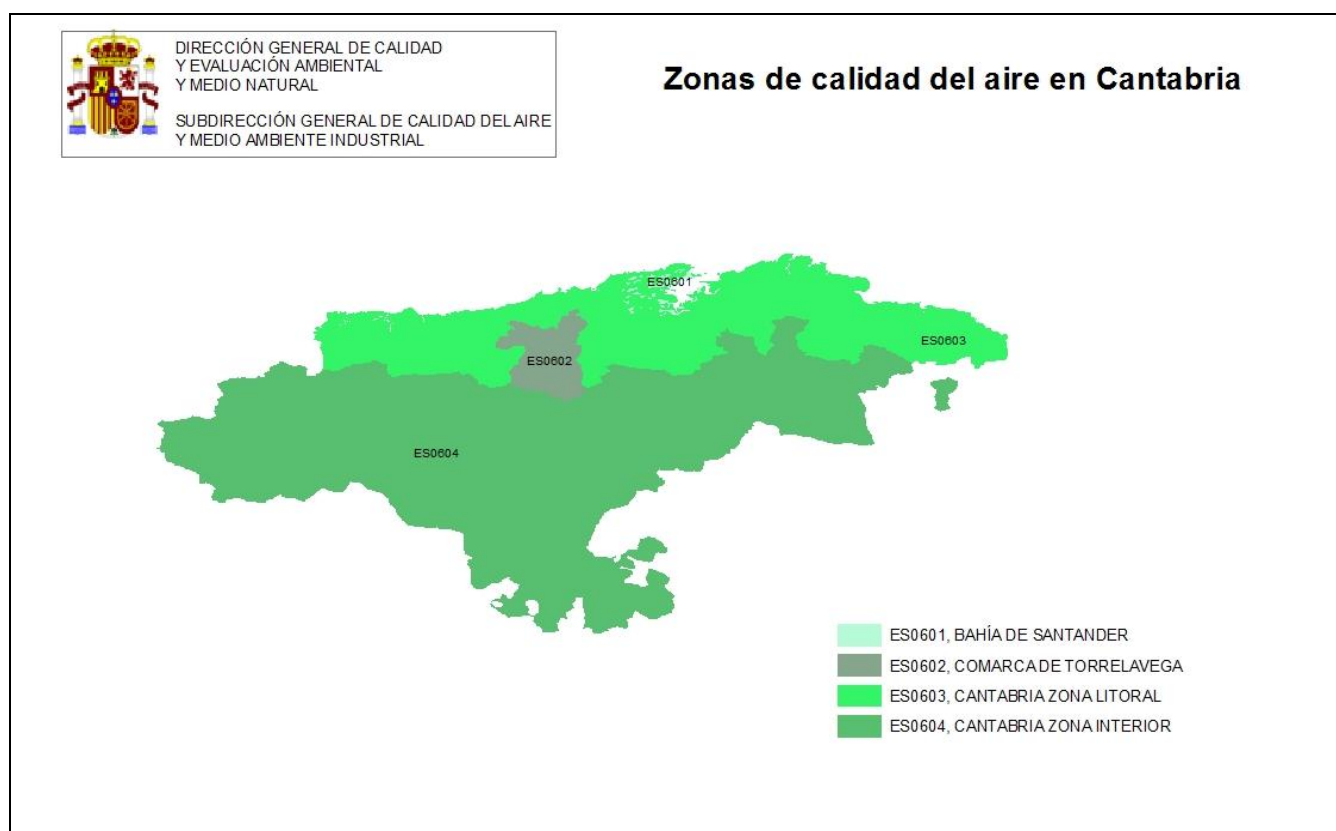 DIRECCIÓN GENERAL DE CALIDAD
Y EVALUACIÓN AMBIENTAL
Y MEDIO NATURAL
SUBDIRECCIÓN GENERAL DE CALIDAD DEL AIRE
Y MEDIO AMBIENTE INDUSTRIAL
Zonas de calidad del aire en Cantabria
ES0601
ES0603
ES0602
ES0604
ES0601, BAHÍA DE SANTANDER
ES0602, COMARCA DE TORRELAVEGA
ES0603, CANTABRIA ZONA LITORAL
ES0604, CANTABRIA ZONA INTERIOR